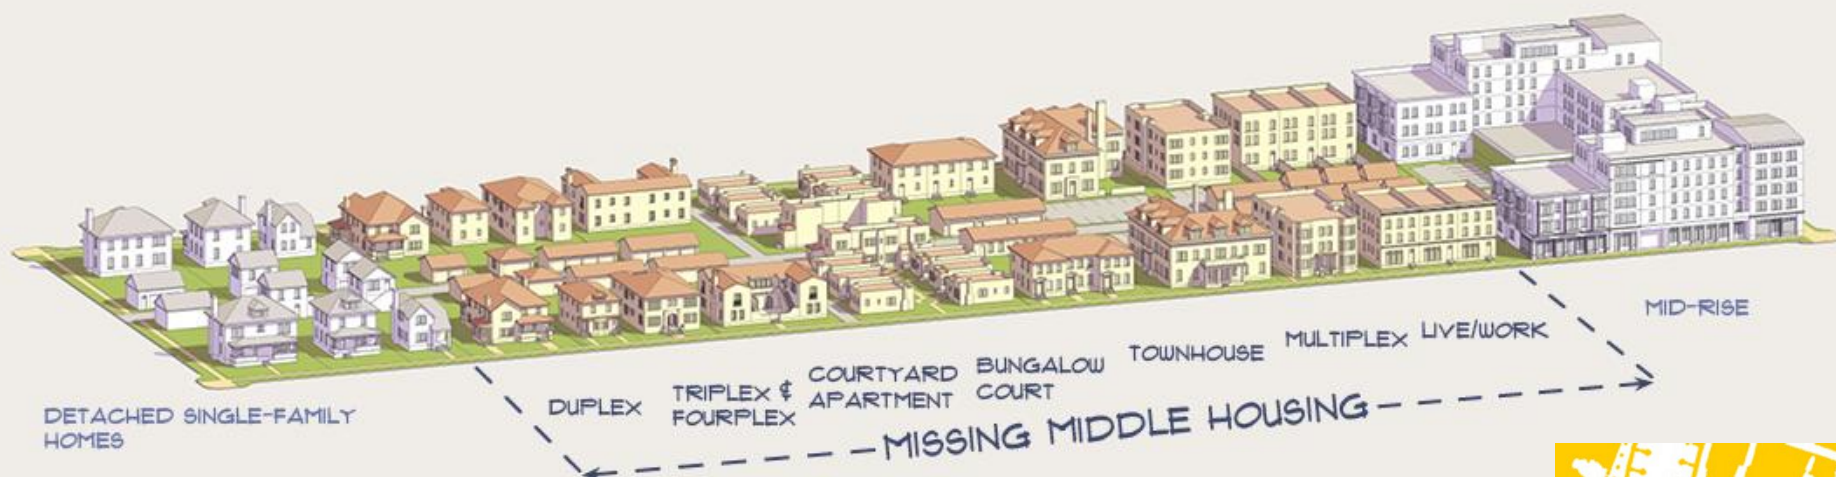 DETACHED SINGLE-FAMILY
HOMES
DUPLEX
TRIPLEX &
FOURPLEX
COURTYARD
APARTMENT
BUNGALOW
COURT
TOWNHOUSE
MULTIPLEX
LIVE/WORK
MID-RISE
MISSING MIDDLE HOUSING